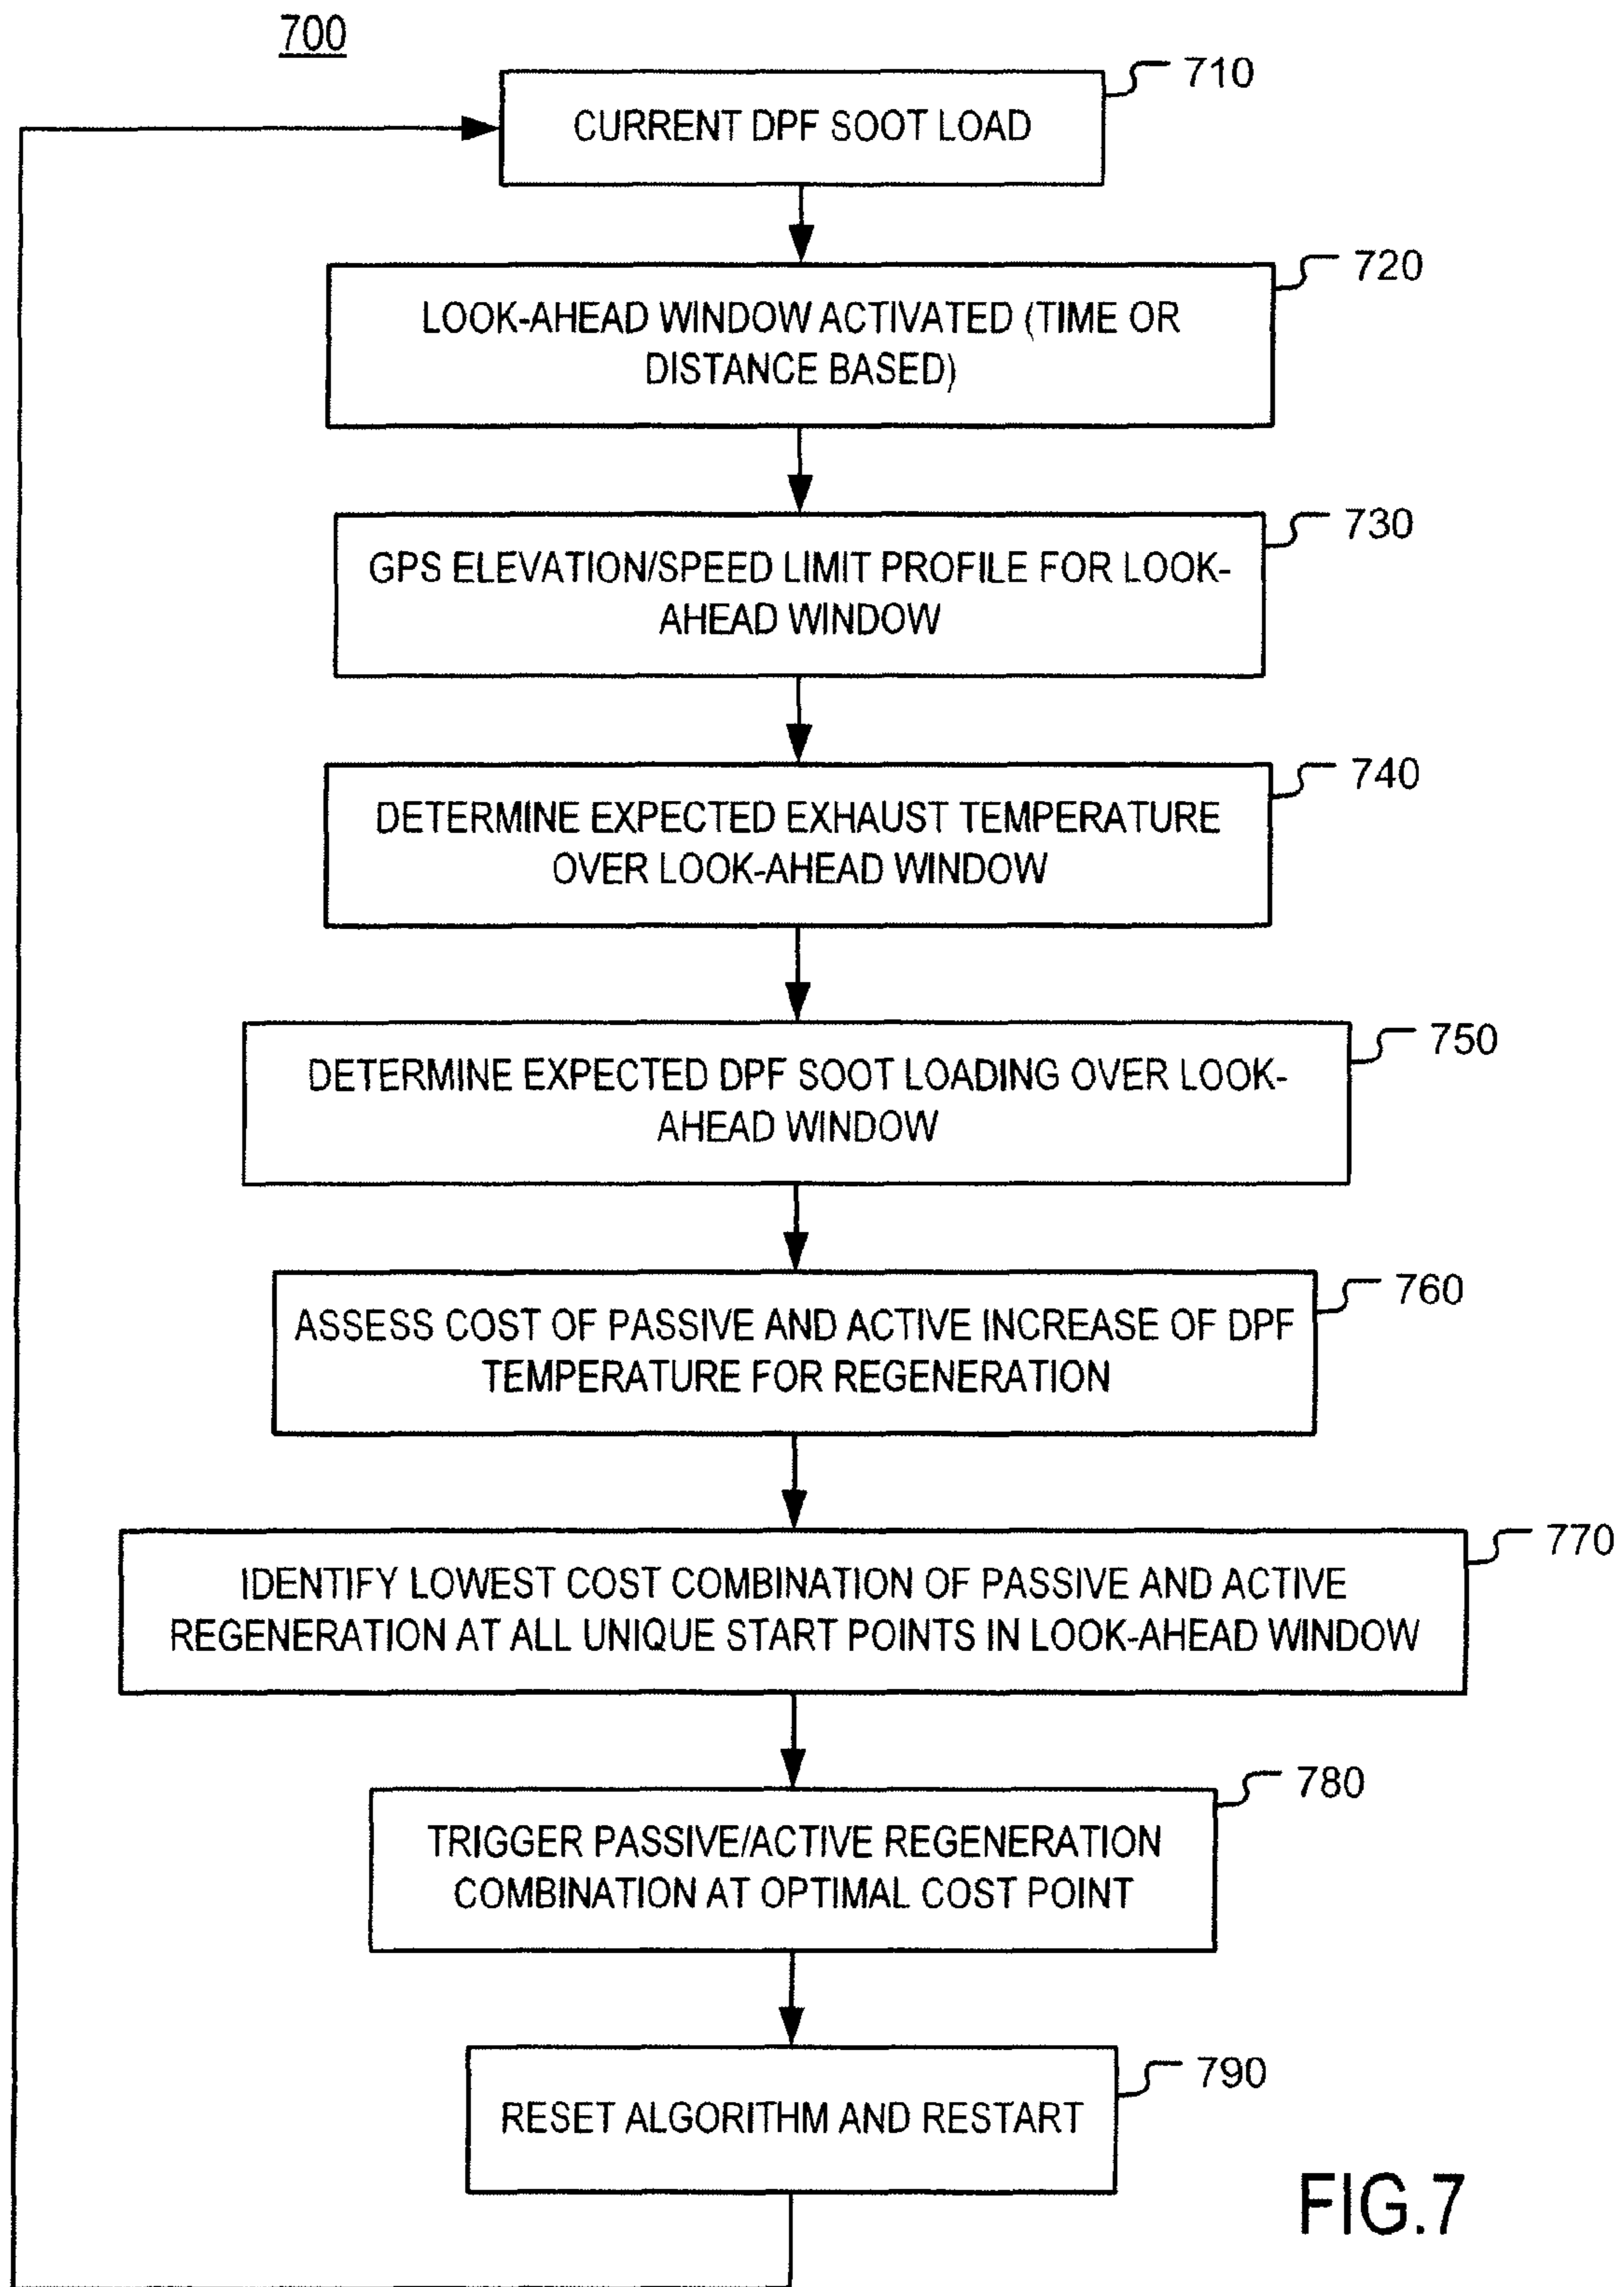 700
710
CURRENT DPF SOOT LOAD
720
LOOK-AHEAD WINDOW ACTIVATED (TIME OR
DISTANCE BASED)
730
GPS ELEVATION/SPEED LIMIT PROFILE FOR LOOK-
AHEAD WINDOW
740
DETERMINE EXPECTED EXHAUST TEMPERATURE
OVER LOOK-AHEAD WINDOW
750
DETERMINE EXPECTED DPF SOOT LOADING OVER LOOK-
AHEAD WINDOW
760
ASSESS COST OF PASSIVE AND ACTIVE INCREASE OF DPF
TEMPERATURE FOR REGENERATION
770
IDENTIFY LOWEST COST COMBINATION OF PASSIVE AND ACTIVE
REGENERATION AT ALL UNIQUE START POINTS IN LOOK-AHEAD WINDOW
780
TRIGGER PASSIVE/ACTIVE REGENERATION
COMBINATION AT OPTIMAL COST POINT
790
RESET ALGORITHM AND RESTART
FIG.7